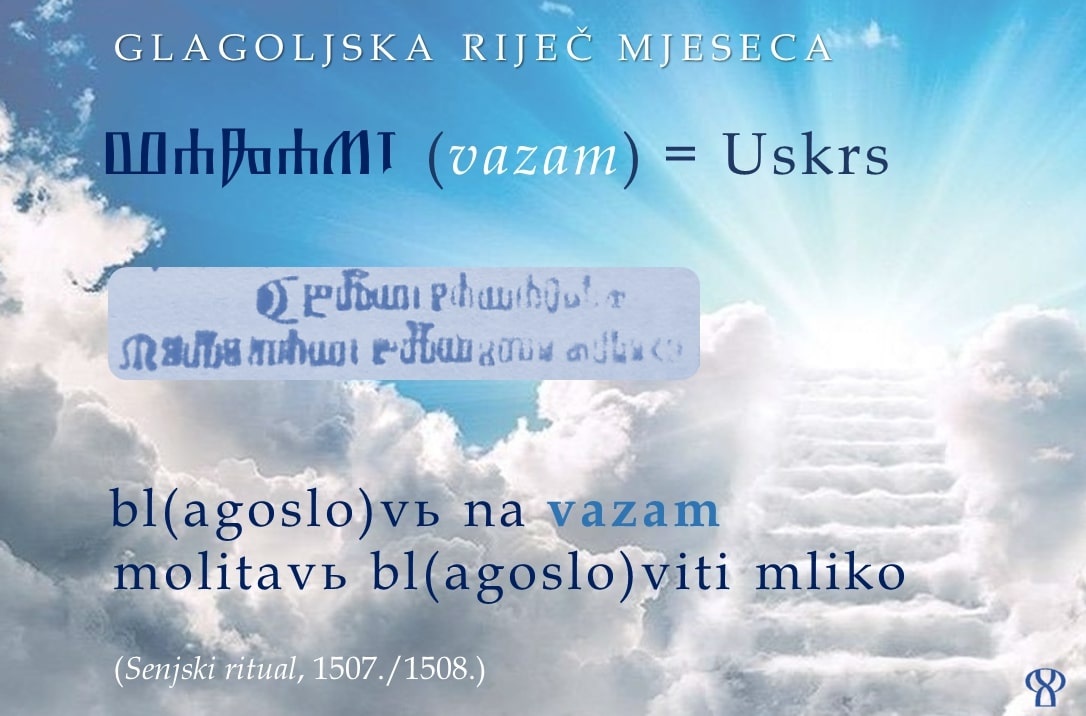 GLAGOLJSKA RIJEČ MJESECA
ⰲⰰⰸⰰⰿⱜ (vazam) = Uskrs
bl(agoslo)vь na vazam
molitavь bl(agoslo)viti mliko
(Senjski ritual, 1507./1508.)